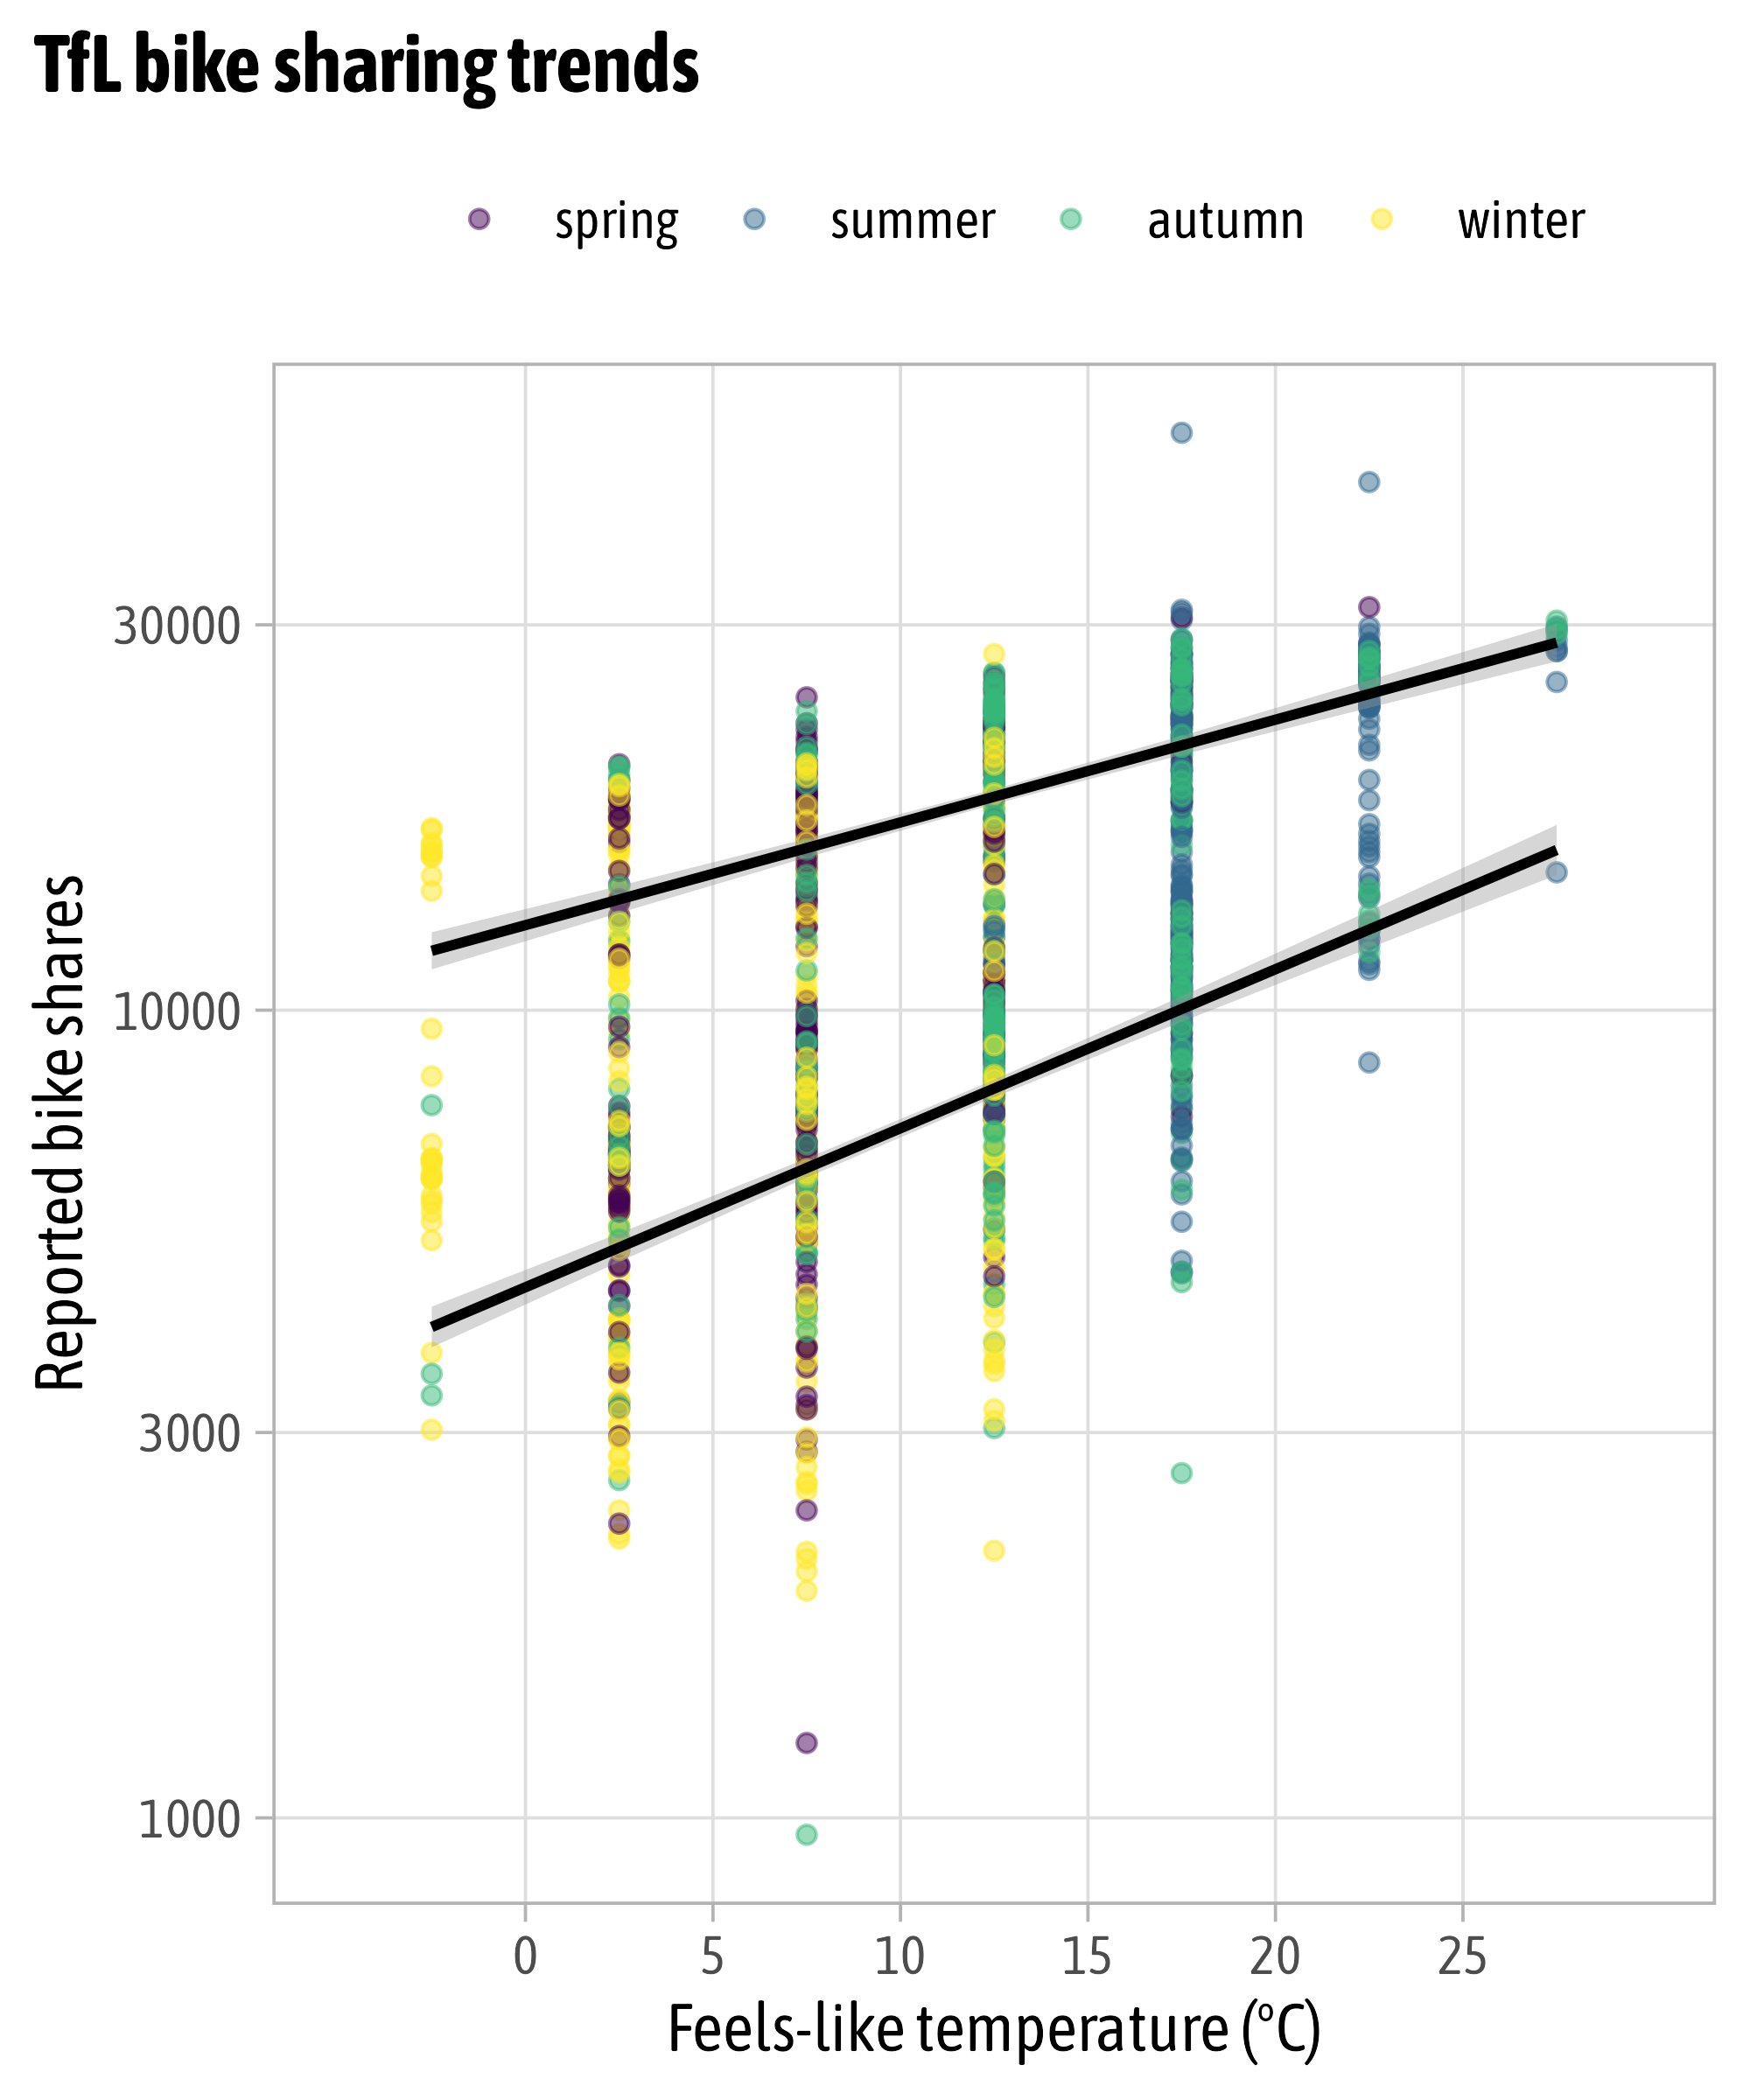 TfL bike sharing trends
spring summer autumn winter
Reported bike shares
30000
10000
3000
1000
0 5 10 15 20 25
Feels-like temperature (°C)